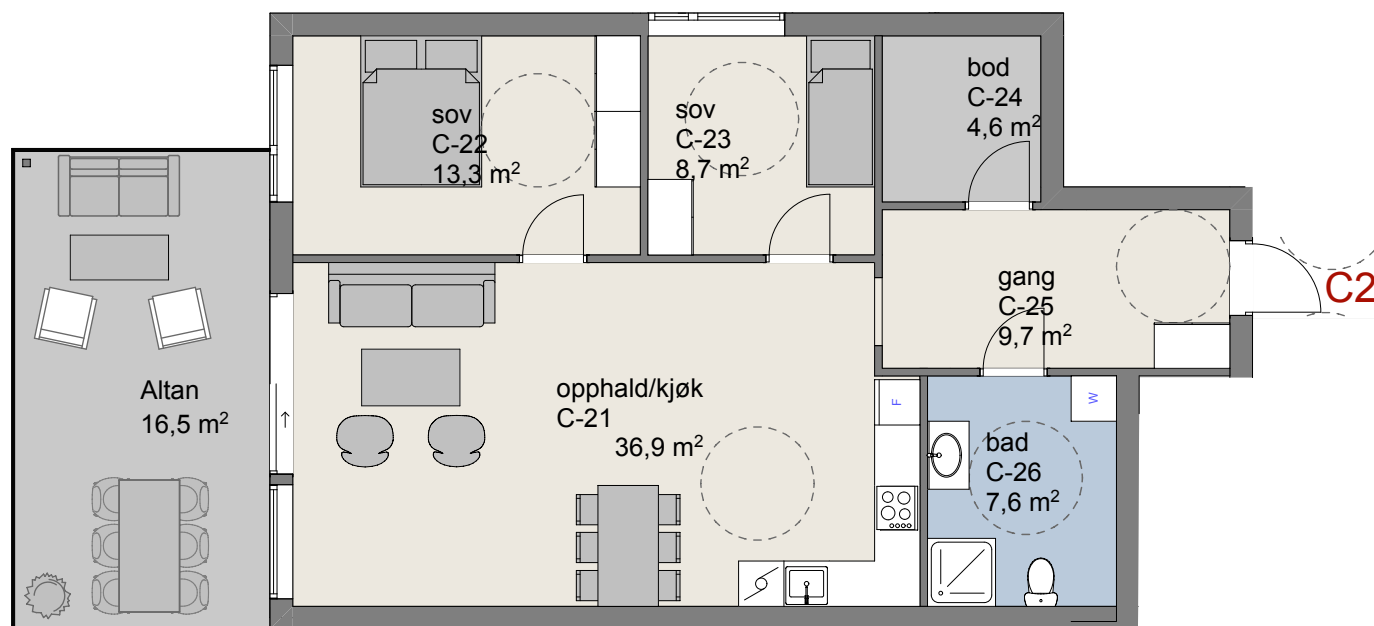 sov
C-22
13,3 m²
sov
C-23
8,7 m²
bod
C-24
4,6 m²
gang
C-25
9,7 m²
C2
Altan
16,5 m²
opphald/kjøk
C-21
36,9 m²
F
W
bad
C-26
7,6 m²